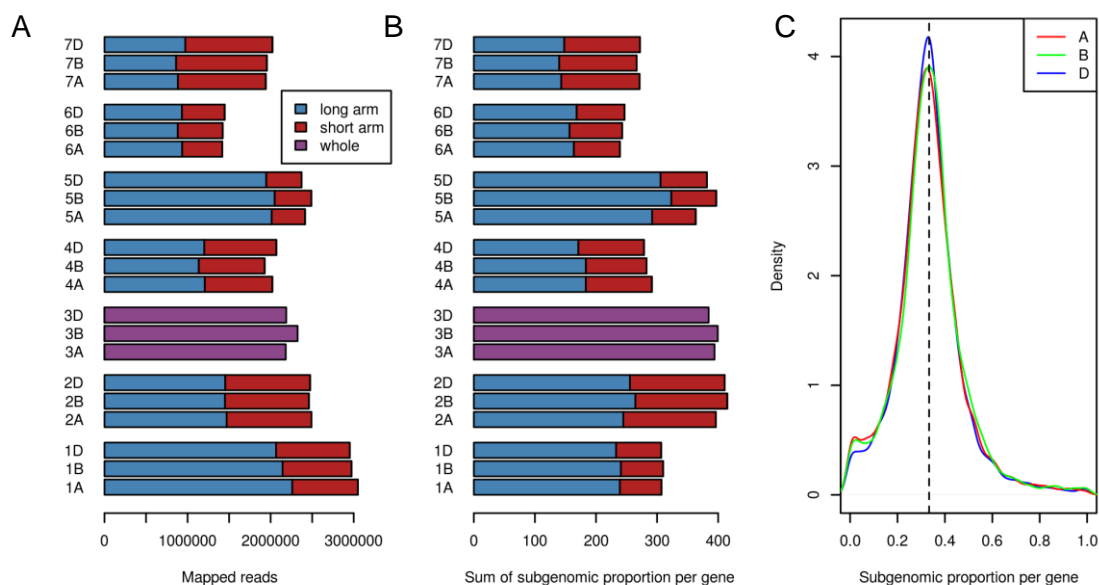 A
7D
7B
7A
6D
6B
6A
5D
5B
5A
4D
4B
4A
3D
3B
3A
2D
2B
2A
1D
1B
1A
long arm
short arm
whole
0 1000000 2000000 3000000
Mapped reads
B
7D
7B
7A
6D
6B
6A
5D
5B
5A
4D
4B
4A
3D
3B
3A
2D
2B
2A
1D
1B
1A
0 100 200 300 400
Sum of subgenomic proportion per gene
C
A
B
D
4
3
2
1
0
Density
0.0 0.2 0.4 0.6 0.8 1.0
Subgenomic proportion per gene